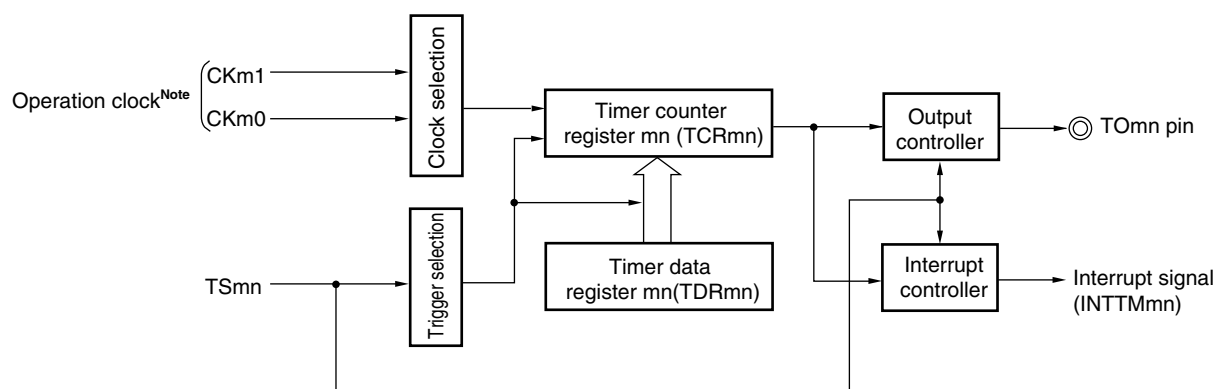 Operation clockNote
CKm1
CKm0
Clock selection
TSmn
Trigger selection
Timer counter
register mn (TCRmn)
Timer data
register mn(TDRmn)
Output
controller
TOmn pin
Interrupt
controller
Interrupt signal
(INTTMmn)